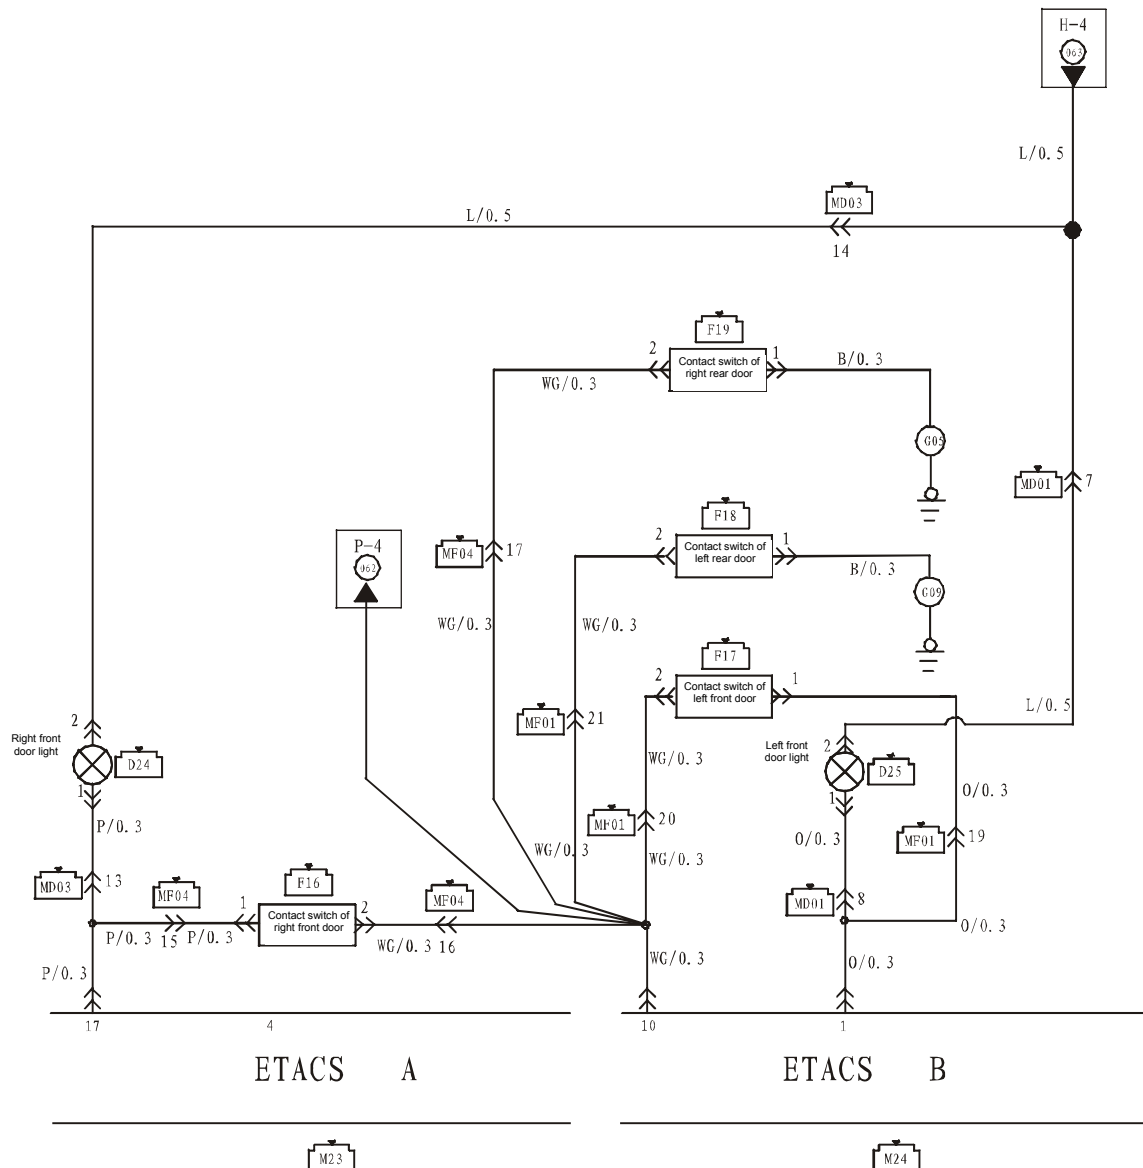 H-4
063
L/0.5
MD03
L/0.5
14
F19
2
Contact switch of
right rear door
1
B/0.3
WG/0.3
G05
MD01
7
F18
P-4
062
MF04
17
2
Contact switch of
left rear door
1
B/0.3
G09
WG/0.3
WG/0.3
F17
2
Contact switch of
left front door
1
L/0.5
MF01
21
2
Right front
door light
D24
1
WG/0.3
Left front
door light
2
D25
1
O/0.3
P/0.3
MF01
20
O/0.3
MF01
19
WG/0.3
WG/0.3
MD03
13
MF04
F16
MF04
MD01
8
1
Contact switch of
right front door
2
P/0.3
15
P/0.3
WG/0.3
16
O/0.3
P/0.3
WG/0.3
O/0.3
17
4
10
1
ETACS A
ETACS B
M23
M24